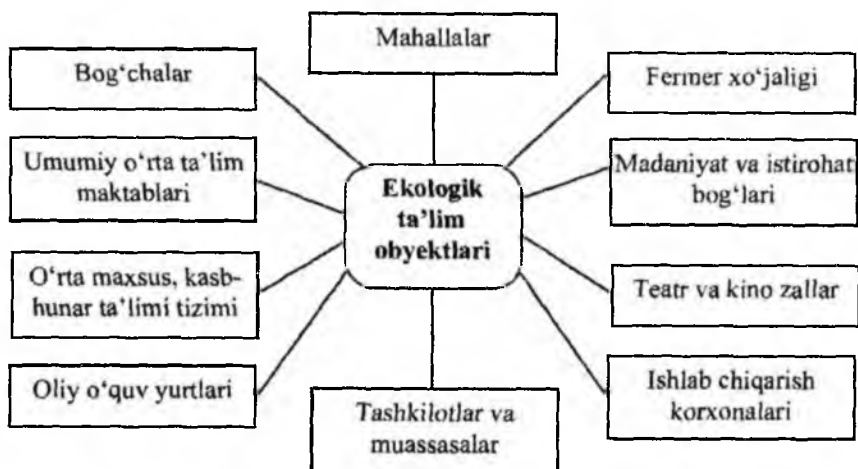 Mahallalar
Bog‘chalar
Fermer xo‘jaligi
Umumiy o‘rta ta’lim
maktablari
Ekologik
ta’lim
obyektlari
Madaniyat va istirohat
bog‘lari
O‘rta maxsus, kasb-
hunar ta’limi tizimi
Teatr va kino zallar
Oliy o‘quv yurtlari
Tashkilotlar va
muassasalar
Ishlab chiqarish
korxonalari